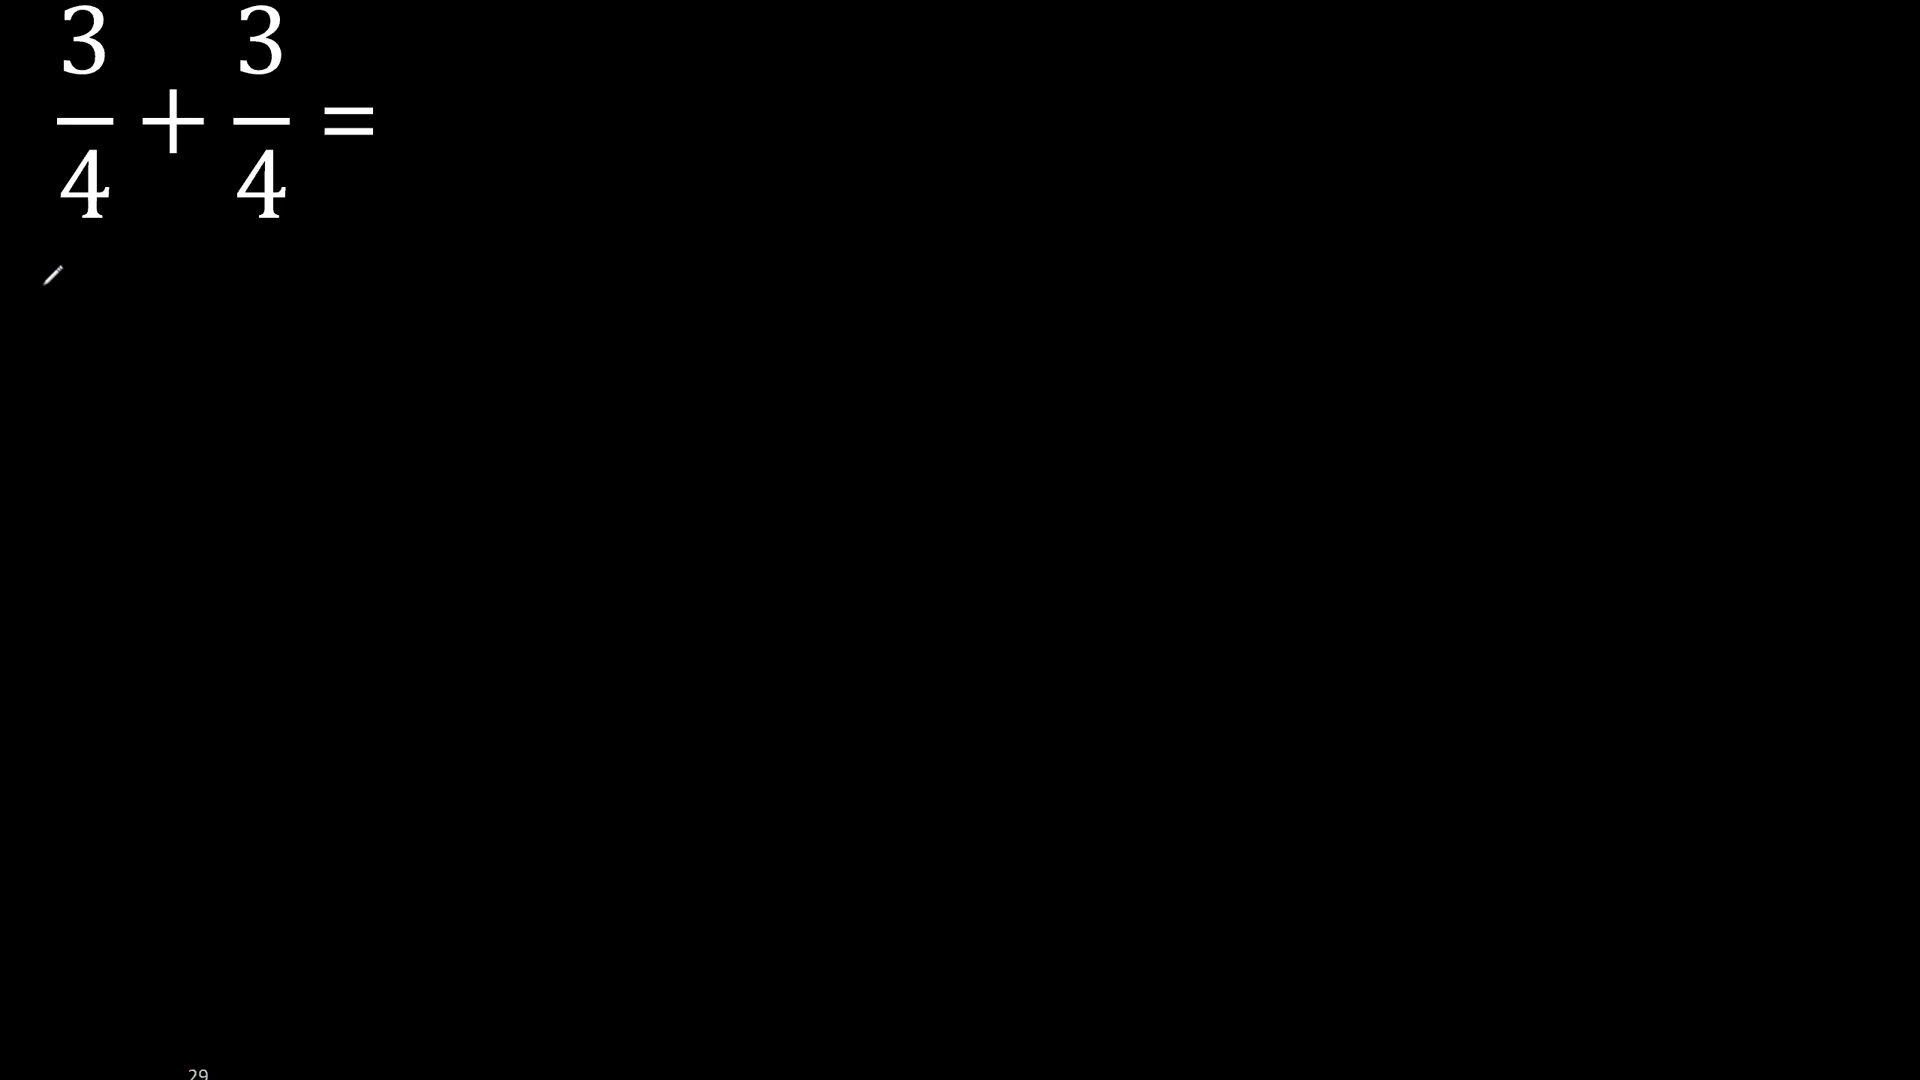 3/4 + 3/4 =
29